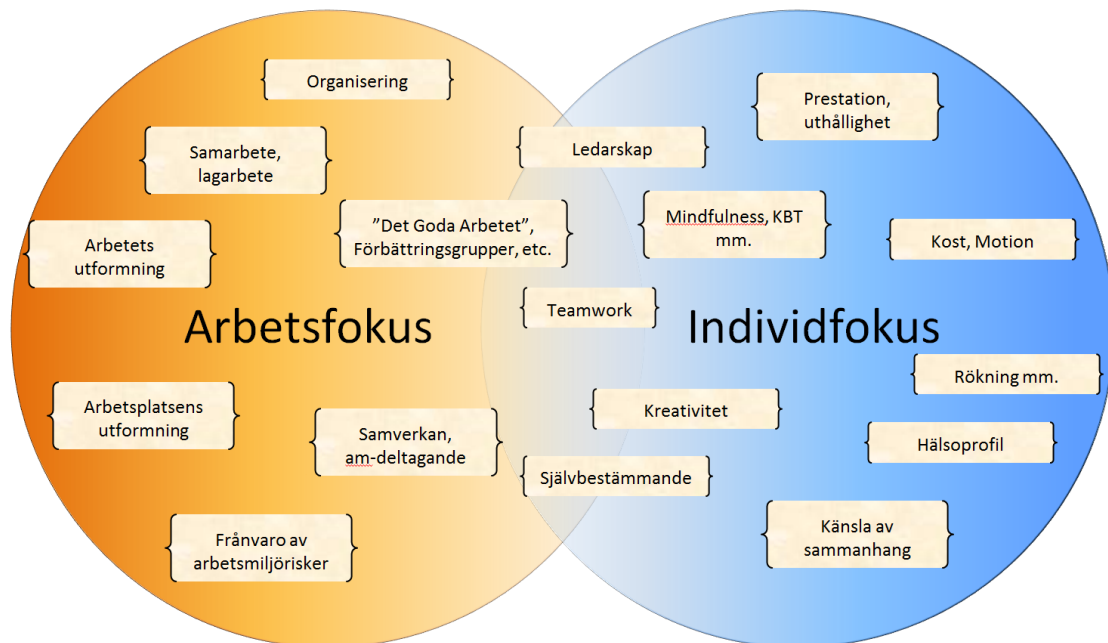 Organisering
Prestation,
uthållighet
Samarbete,
lagarbete
Ledarskap
”Det Goda Arbetet”,
Förbättringsgrupper, etc.
Mindfulness, KBT
mm.
Arbetets
utformning
Kost, Motion
Teamwork
Arbetsfokus
Individfokus
Rökning mm.
Arbetsplatsens
utformning
Kreativitet
Samverkan,
am-deltagande
Hälsoprofil
Självbestämmande
Känsla av
sammanhang
Frånvaro av
arbetsmiljörisker